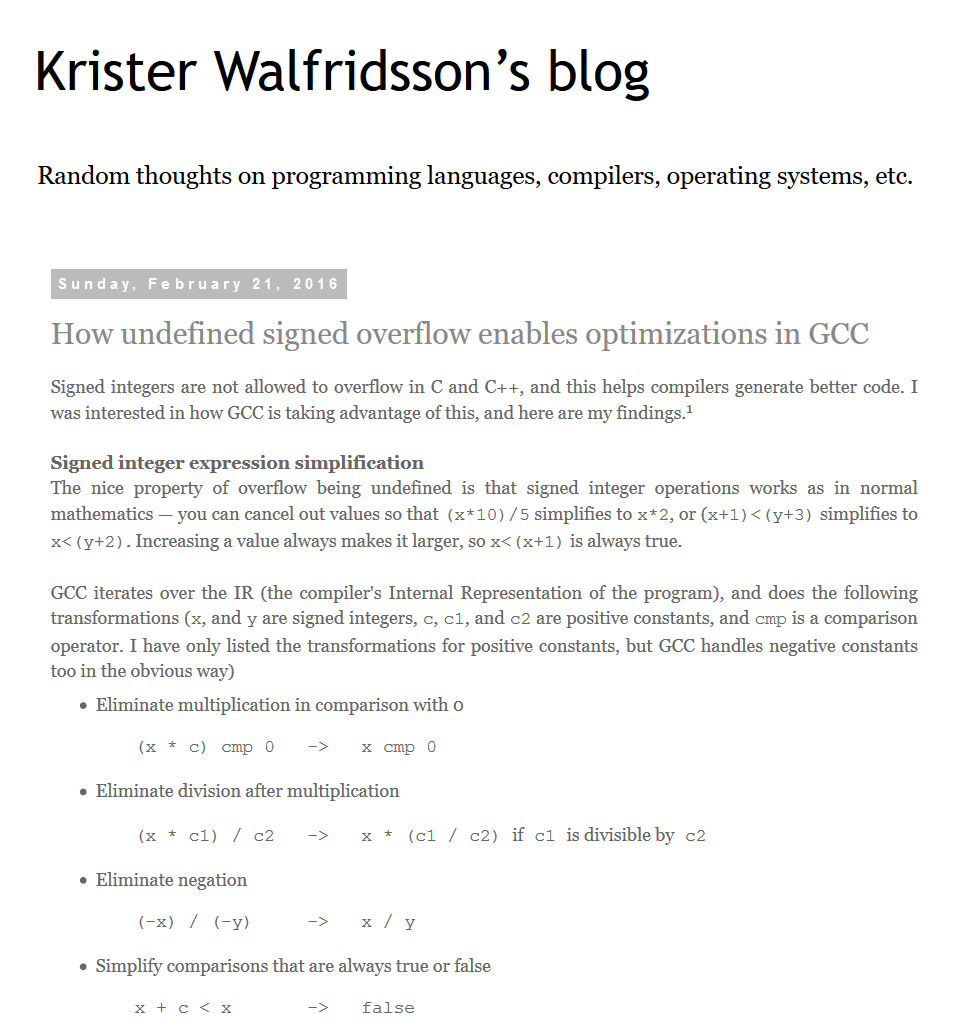 Krister Walfridsson’s blog
Random thoughts on programming languages, compilers, operating systems, etc.
Sunday, February 21, 2016
How undefined signed overflow enables optimizations in GCC
Signed integers are not allowed to overflow in C and C++, and this helps compilers generate better code. I
was interested in how GCC is taking advantage of this, and here are my findings.¹
Signed integer expression simplification
The nice property of overflow being undefined is that signed integer operations works as in normal
mathematics — you can cancel out values so that (x*10)/5 simplifies to x*2, or (x+1)<(y+3) simplifies to
x<(y+2). Increasing a value always makes it larger, so x<(x+1) is always true.
GCC iterates over the IR (the compiler's Internal Representation of the program), and does the following
transformations (x, and y are signed integers, c, c1, and c2 are positive constants, and cmp is a comparison
operator. I have only listed the transformations for positive constants, but GCC handles negative constants
too in the obvious way)
• Eliminate multiplication in comparison with 0
(x * c) cmp 0 -> x cmp 0
• Eliminate division after multiplication
(x * c1) / c2 -> x * (c1 / c2) if c1 is divisible by c2
• Eliminate negation
(-x) / (-y) -> x / y
• Simplify comparisons that are always true or false
x + c < x -> false